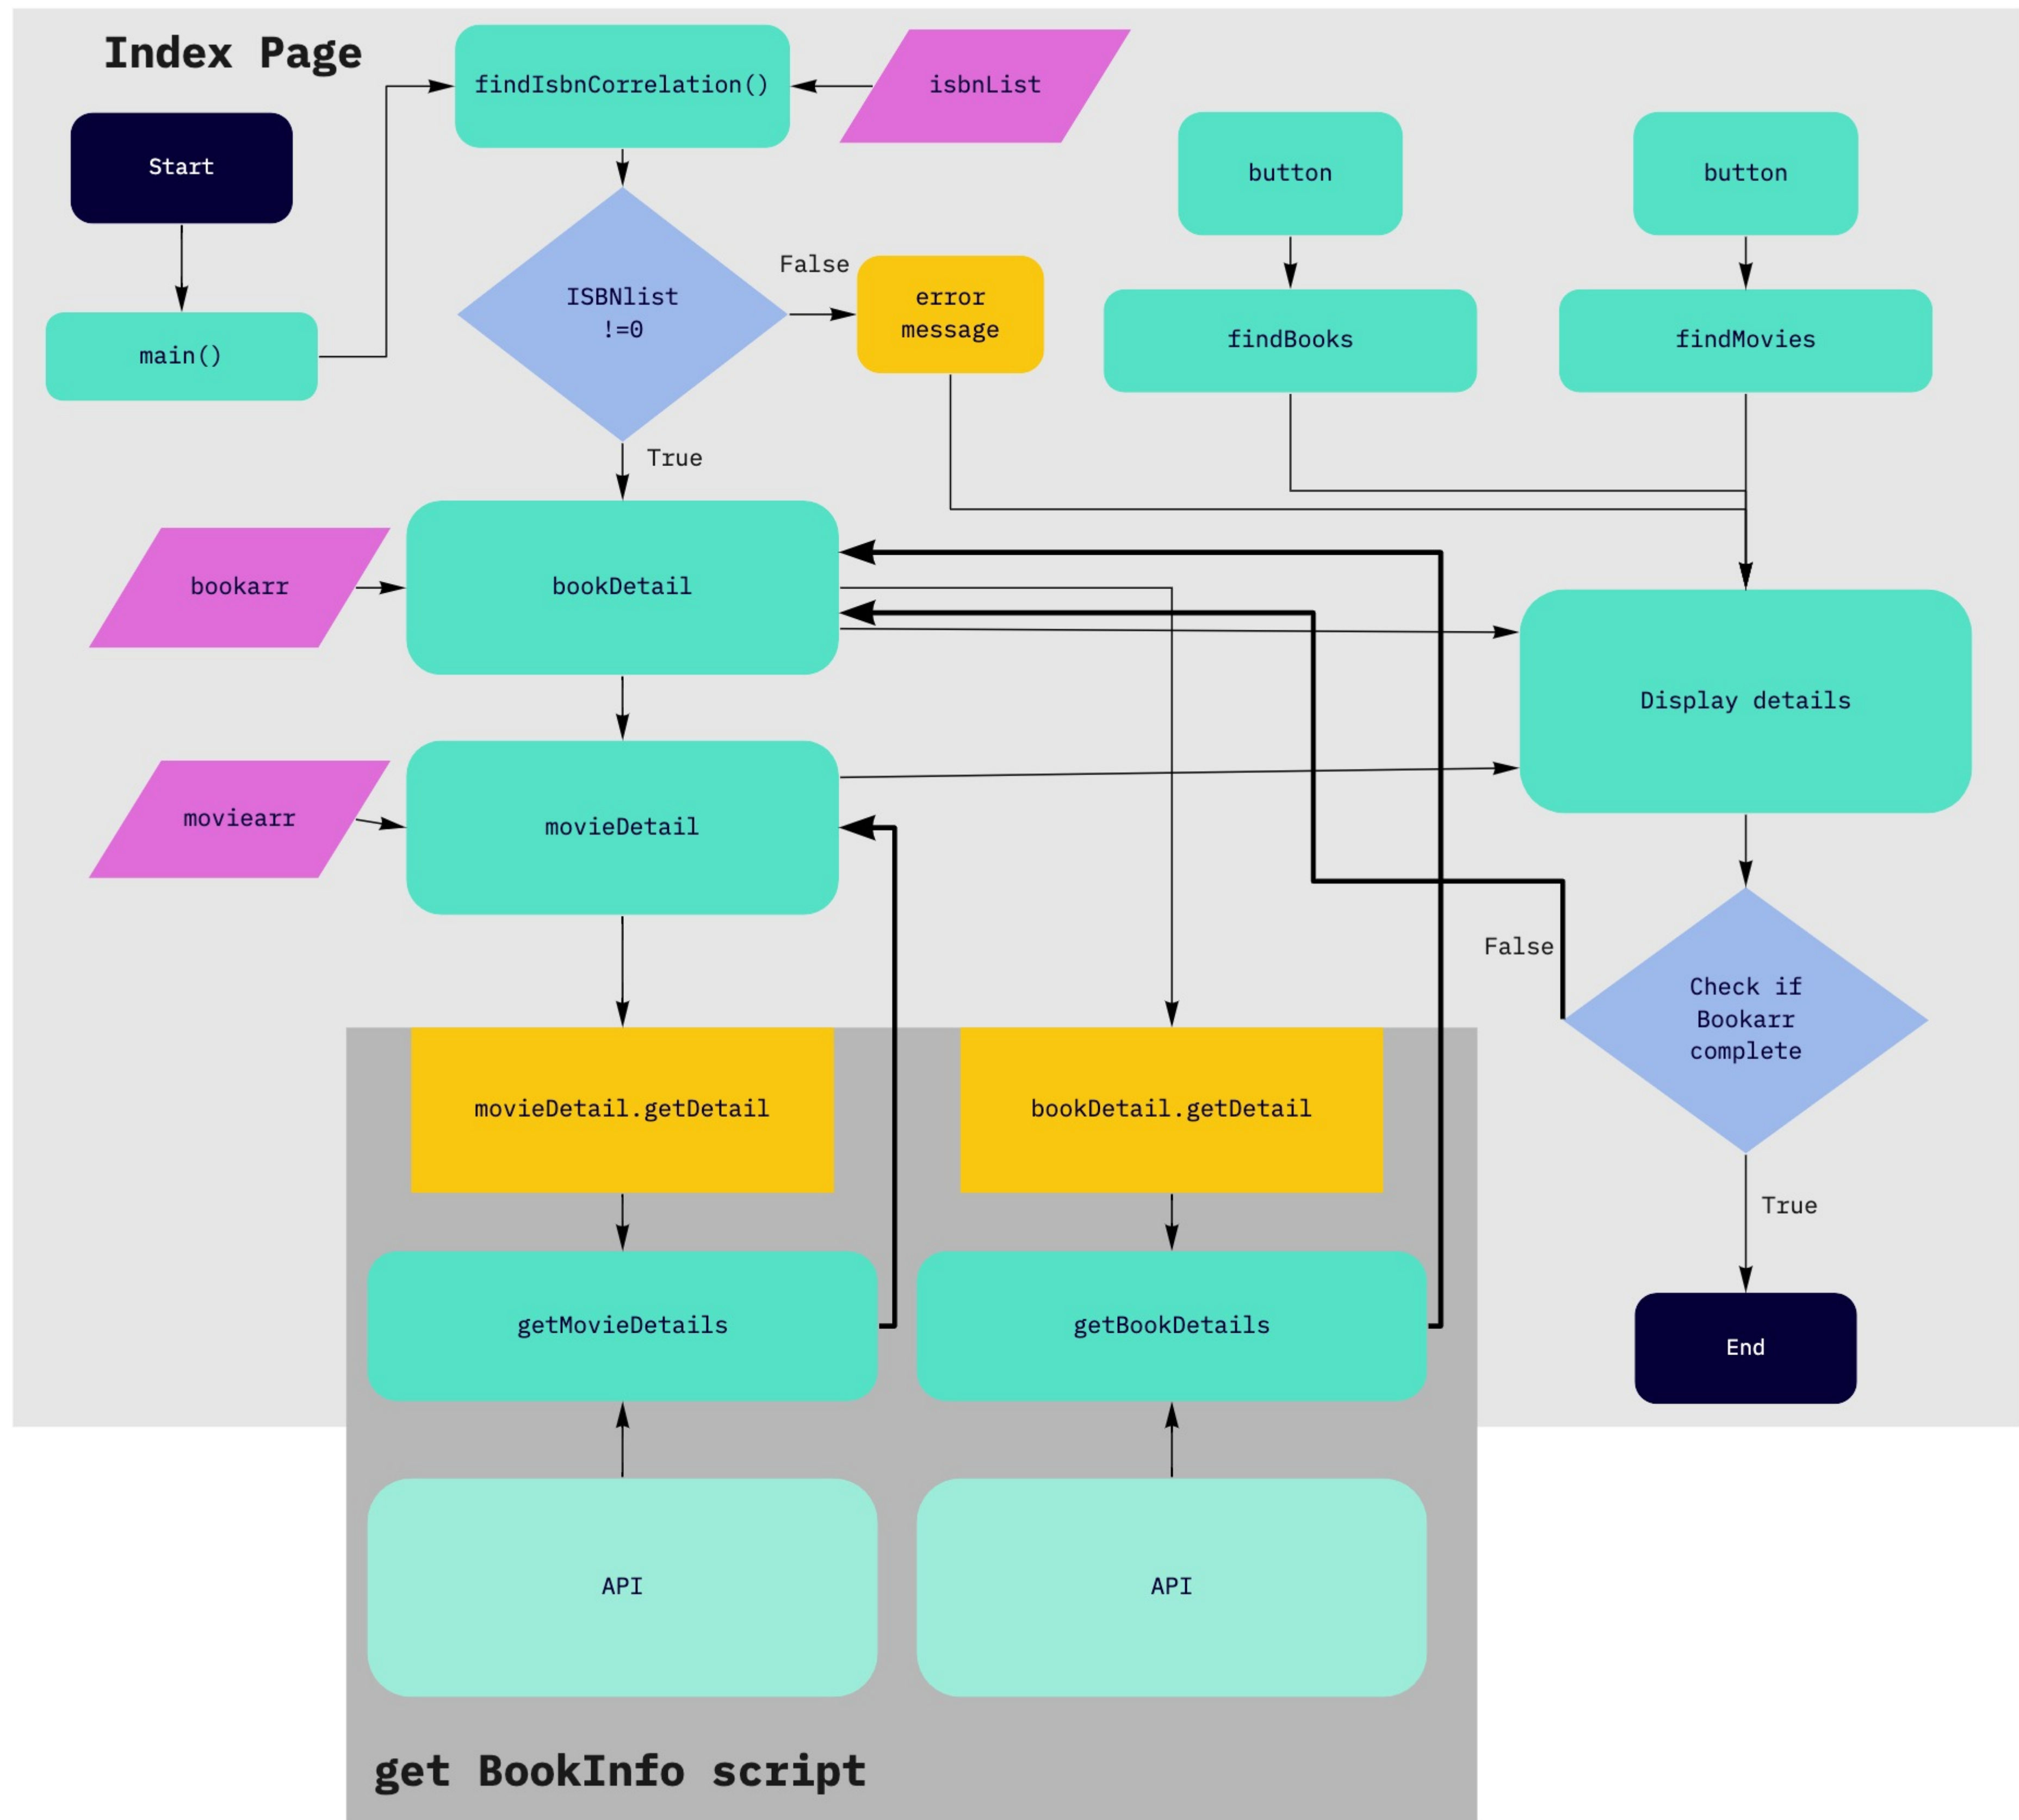 Index Page
findIsbnCorrelation()
isbnList
Start
button
button
main()
ISBNlist
!=0
False
error
message
findBooks
findMovies
True
bookarr
bookDetail
Display details
moviearr
movieDetail
False
Check if
Bookarr
complete
movieDetail.getDetail
bookDetail.getDetail
True
getMovieDetails
getBookDetails
End
API
API
get BookInfo script